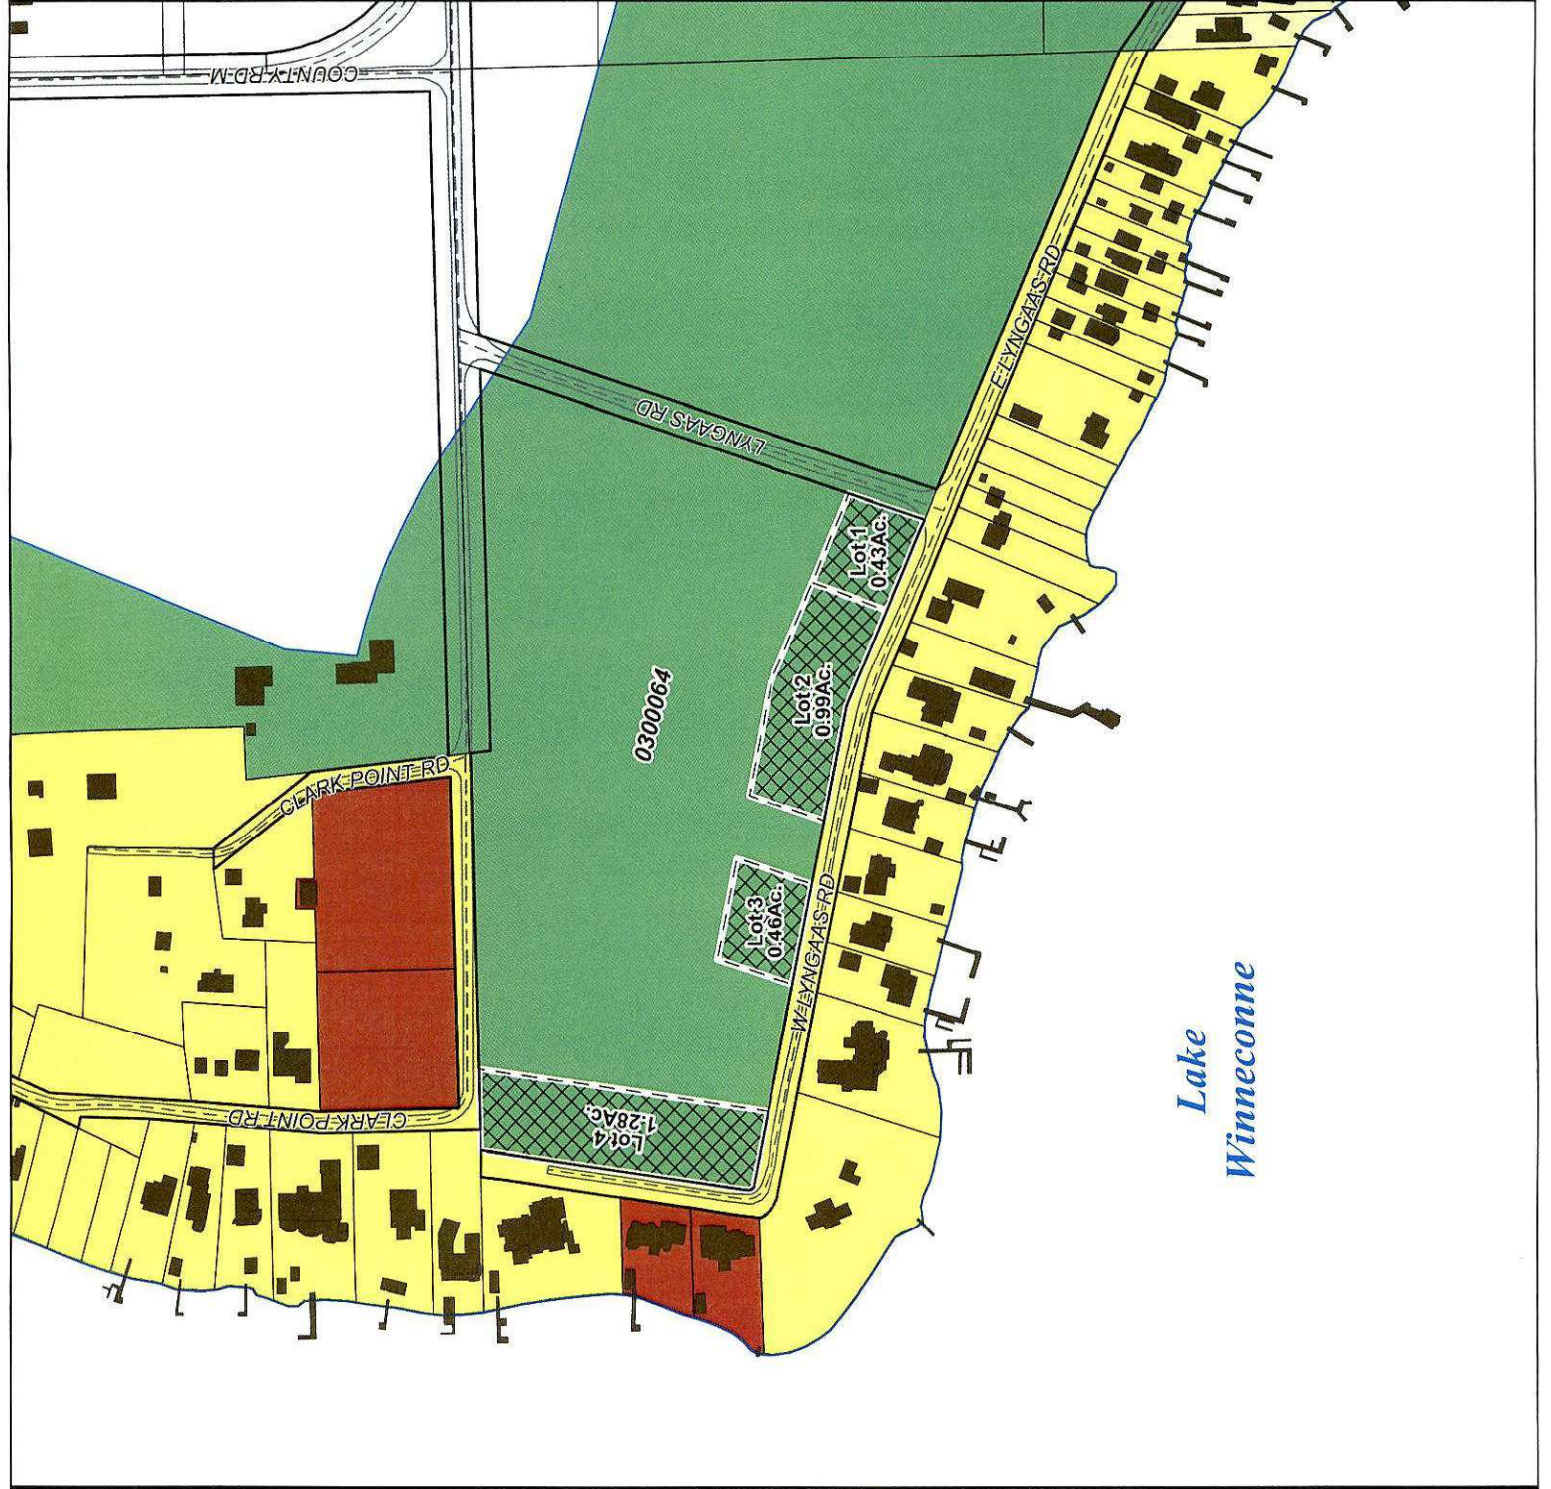 COUNTY RD M
LYNGAAS RD
E LYNGAAS RD
Lot 1
0.43Ac.
Lot 2
0.99Ac.
0300064
CLARK POINT RD
Lot 3
0.46Ac.
W LYNGAAS RD
Lot 4
1.28Ac.
CLARK POINT RD
Lake
Winneconne